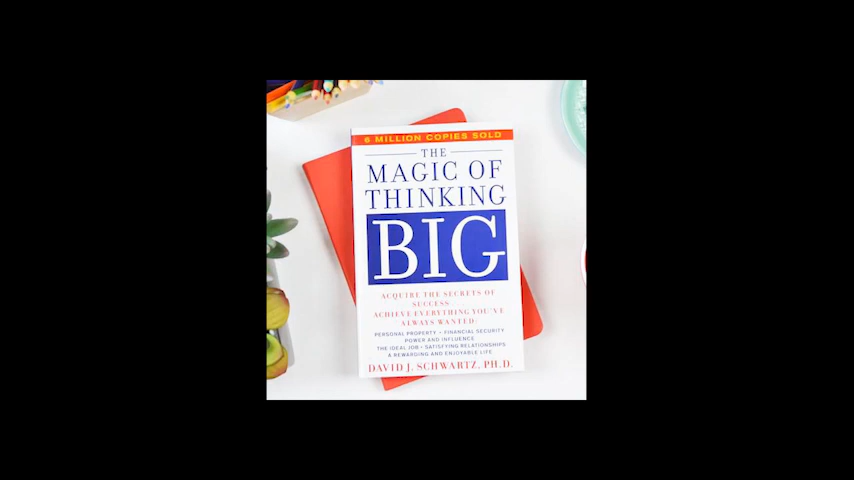 6 MILLION COPIES SOLD
THE
MAGIC OF
THINKING
BIG
ACQUIRE THE SECRETS OF
SUCCESS
ACHIEVE EVERYTHING YOU'VE
ALWAYS WANTED:
PERSONAL PROPERTY • FINANCIAL SECURITY
POWER AND INFLUENCE
THE IDEAL JOB • SATISFYING RELATIONSHIPS
A REWARDING AND ENJOYABLE LIFE
DAVID J. SCHWARTZ, PH.D.